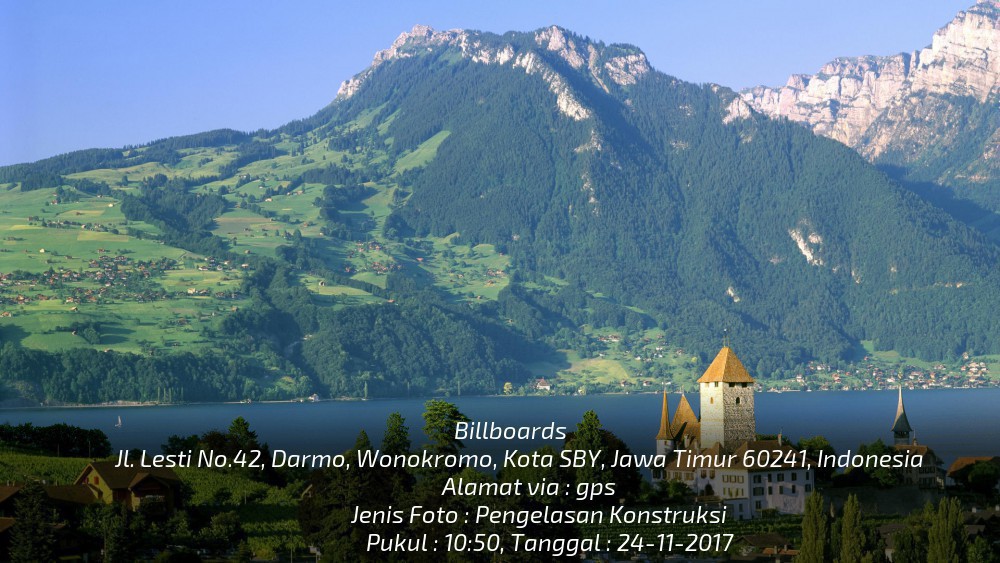 Billboards
Jl. Lesti No.42, Darmo, Wonokromo, Kota SBY, Jawa Timur 60241, Indonesia
Alamat via : gps
Jenis Foto : Pengelasan Konstruksi
Pukul : 10:50, Tanggal : 24-11-2017